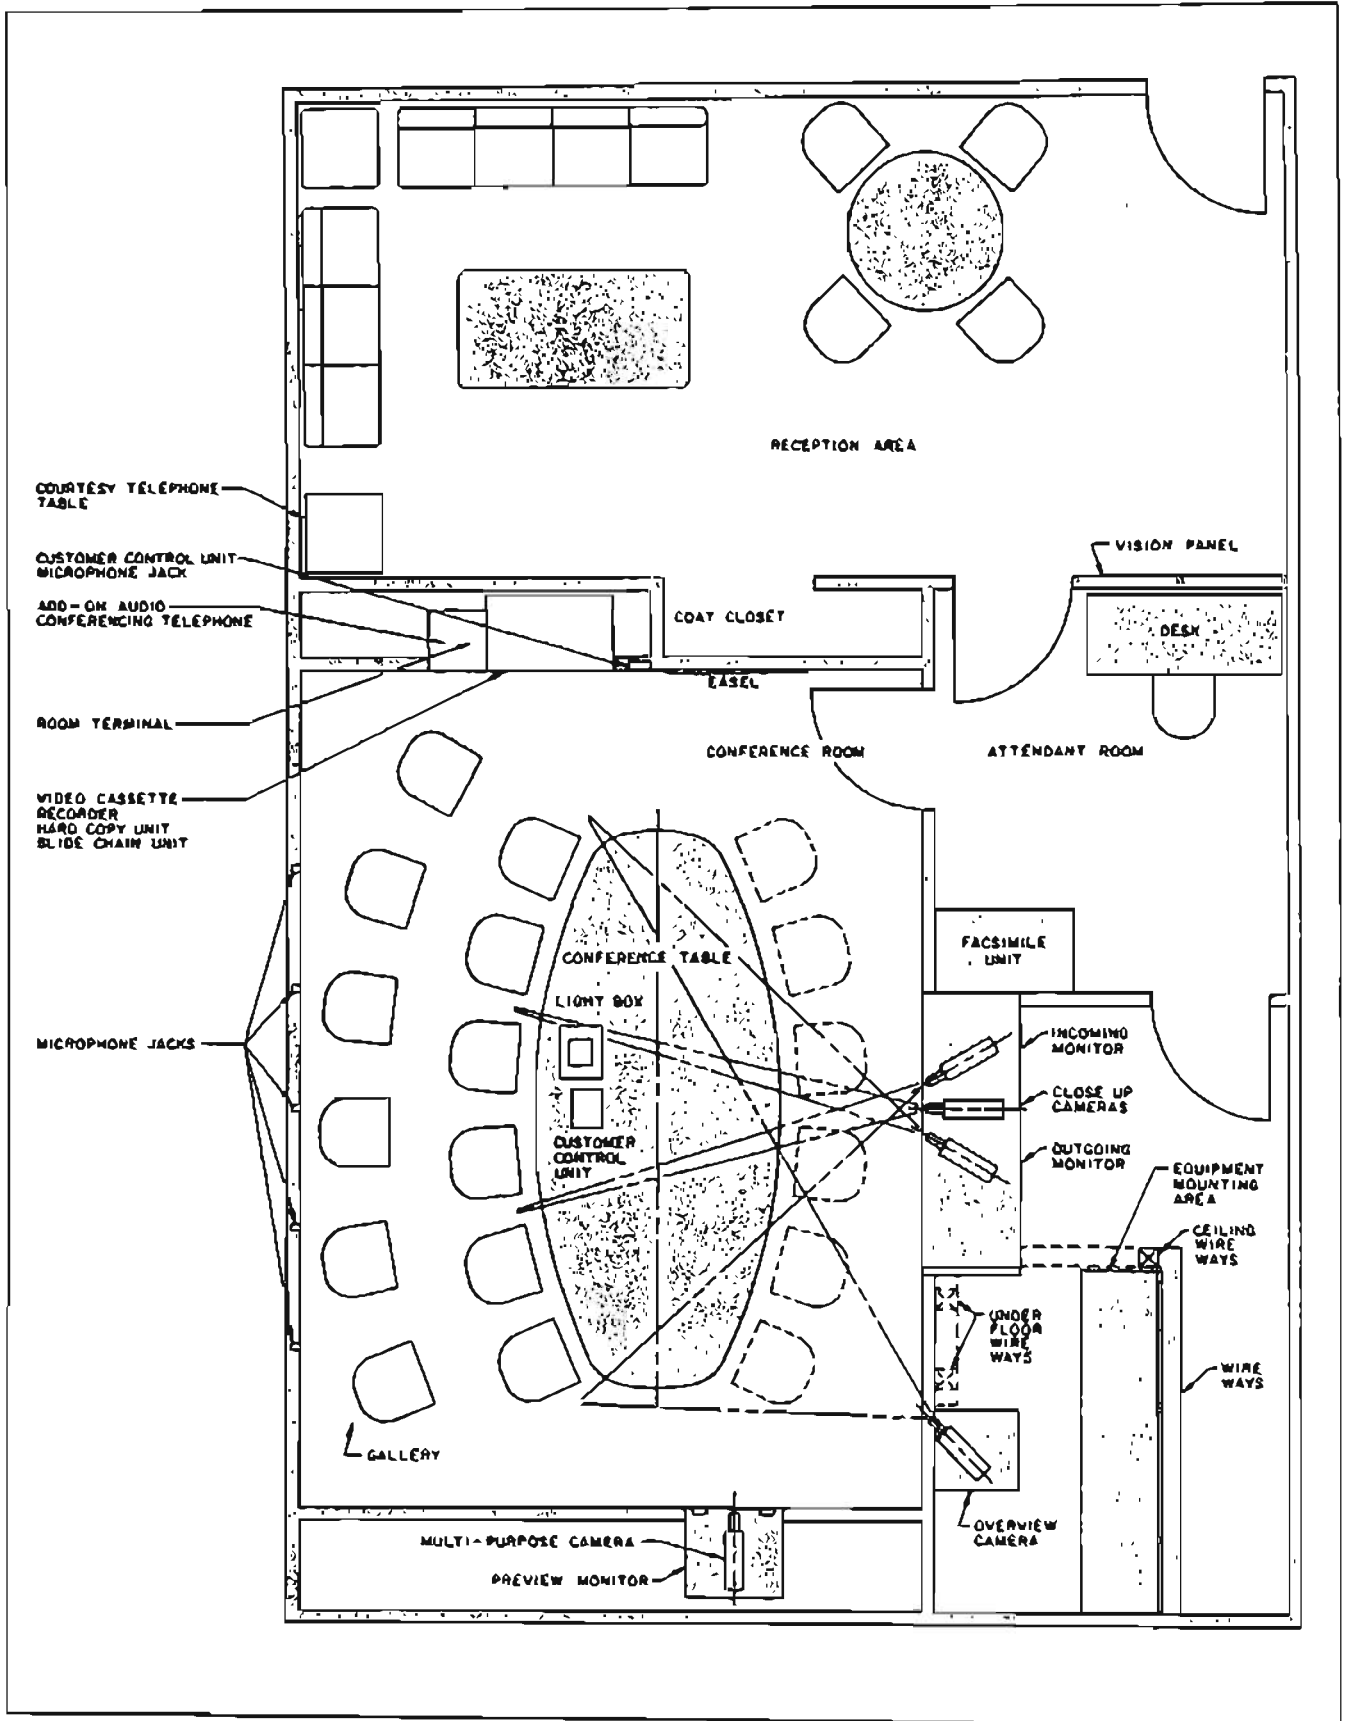 RECEPTION AREA
COURTESY TELEPHONE
TABLE
CUSTOMER CONTROL UNIT
MICROPHONE JACK
ADD-ON AUDIO
CONFERENCING TELEPHONE
VISION PANEL
COAT CLOSET
DESK
EASEL
ROOM TERMINAL
CONFERENCE ROOM
ATTENDANT ROOM
VIDEO CASSETTE
RECORDER
HARD COPY UNIT
SLIDE CHAIN UNIT
FACSIMILE
UNIT
CONFERENCE TABLE
LIGHT BOX
MICROPHONE JACKS
INCOMING
MONITOR
CLOSE UP
CAMERAS
CUSTOMER
CONTROL
UNIT
OUTGOING
MONITOR
EQUIPMENT
MOUNTING
AREA
CEILING
WIRE
WAYS
UNDER
FLOOR
WIRE
WAYS
WIRE
WAYS
GALLERY
OVERVIEW
CAMERA
MULTI-PURPOSE CAMERA
PREVIEW MONITOR